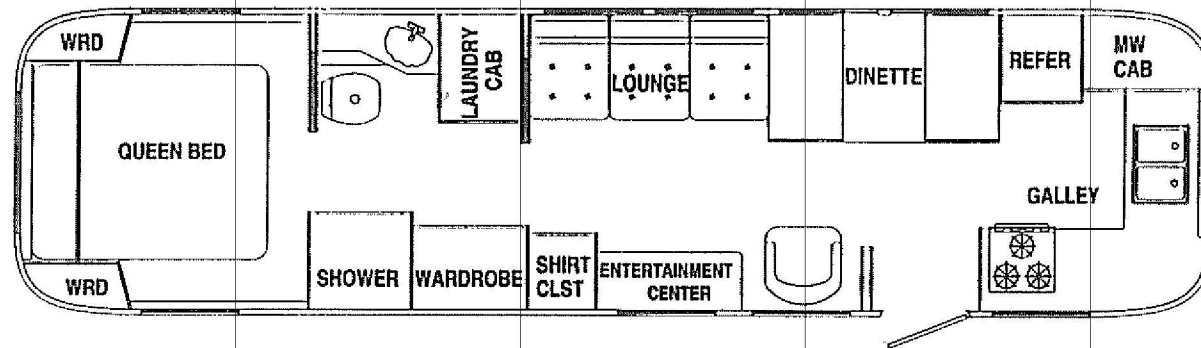 WRD
LAUNDRY
CAB
LOUNGE
DINETTE
REFER
MW
CAB
QUEEN BED
GALLEY
WRD
SHOWER
WARDROBE
SHIRT
CLST
ENTERTAINMENT
CENTER